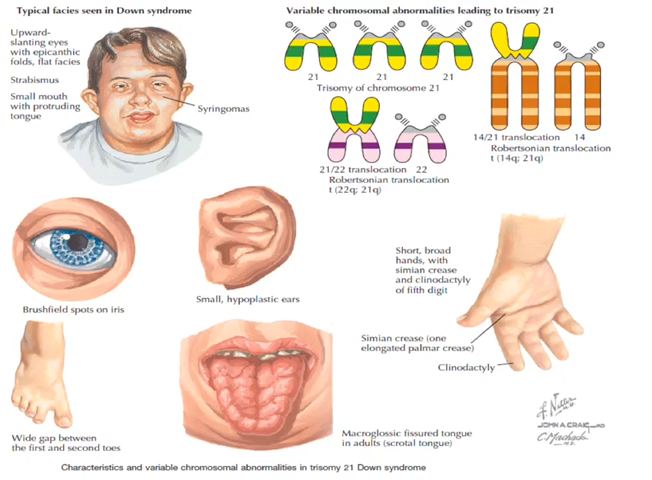 Typical facies seen in Down syndrome
Upward-
slanting eyes
with epicanthic
folds, flat facies
Strabismus
Small mouth
with protruding
tongue
Syringomas
Variable chromosomal abnormalities leading to trisomy 21
21
21
21
Trisomy of chromosome 21
21/22 translocation
22
Robertsonian translocation
t (22q; 21q)
14/21 translocation
14
Robertsonian translocation
t (14q; 21q)
Brushfield spots on iris
Small, hypoplastic ears
Short, broad
hands, with
simian crease
and clinodactyly
of fifth digit
Simian crease (one
elongated palmar crease)
Clinodactyly
Wide gap between
the first and second toes
Macroglossic fissured tongue
in adults (scrotal tongue)
JOHN A. CRAIG
C. Machado
Characteristics and variable chromosomal abnormalities in trisomy 21 Down syndrome